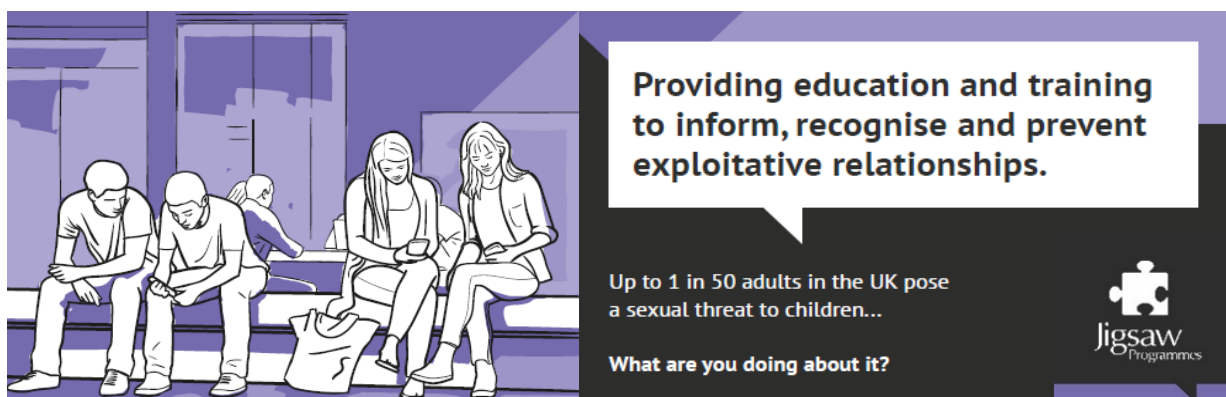 Providing education and training
to inform, recognise and prevent
exploitative relationships.
Up to 1 in 50 adults in the UK pose
a sexual threat to children...
What are you doing about it?
Jigsaw
Programmes